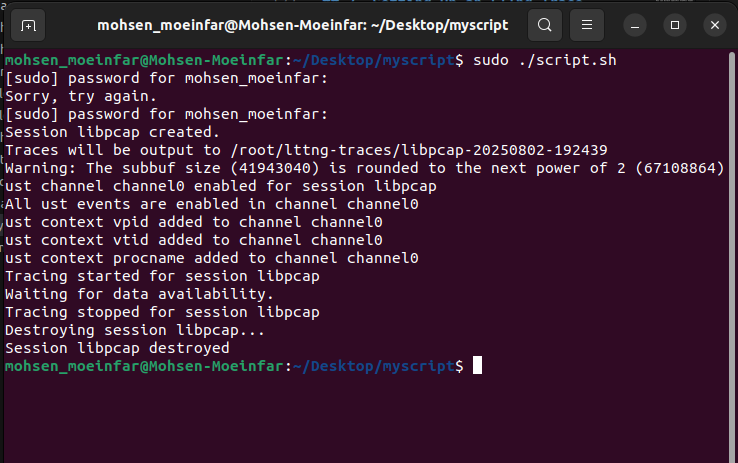 mohsen_moeinfar@Mohsen-Moeinfar: ~/Desktop/myscript
mohsen_moeinfar@Mohsen-Moeinfar:~/Desktop/myscript$ sudo ./script.sh
[sudo] password for mohsen_moeinfar:
Sorry, try again.
[sudo] password for mohsen_moeinfar:
Session libpcap created.
Traces will be output to /root/lttng-traces/libpcap-20250802-192439
Warning: The subbuf size (41943040) is rounded to the next power of 2 (67108864)
ust channel channel0 enabled for session libpcap
All ust events are enabled in channel channel0
ust context vpid added to channel channel0
ust context vtid added to channel channel0
ust context procname added to channel channel0
Tracing started for session libpcap
Waiting for data availability.
Tracing stopped for session libpcap
Destroying session libpcap...
Session libpcap destroyed
mohsen_moeinfar@Mohsen-Moeinfar:~/Desktop/myscript$